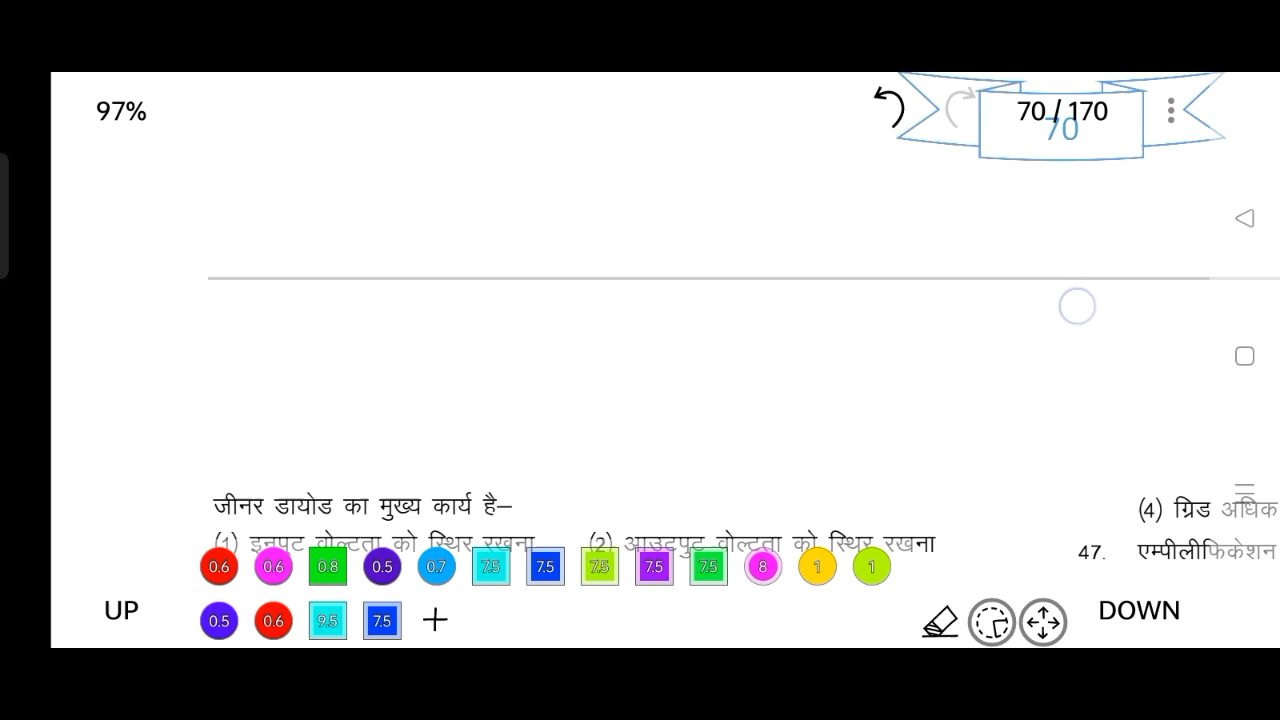 97%
70 / 170
70
जीनर डायोड का मुख्य कार्य है–
(1) इनपुट वोल्टता को स्थिर रखना (2) आउटपुट वोल्टता को स्थिर रखना
(4) ग्रिड अधिक
47. एम्पीलीफिकेशन
0.6 0.6 0.8 0.5 0.7 7.5 7.5 7.5 7.5 7.5 8 1 1
UP 0.5 0.6 9.5 7.5 + DOWN